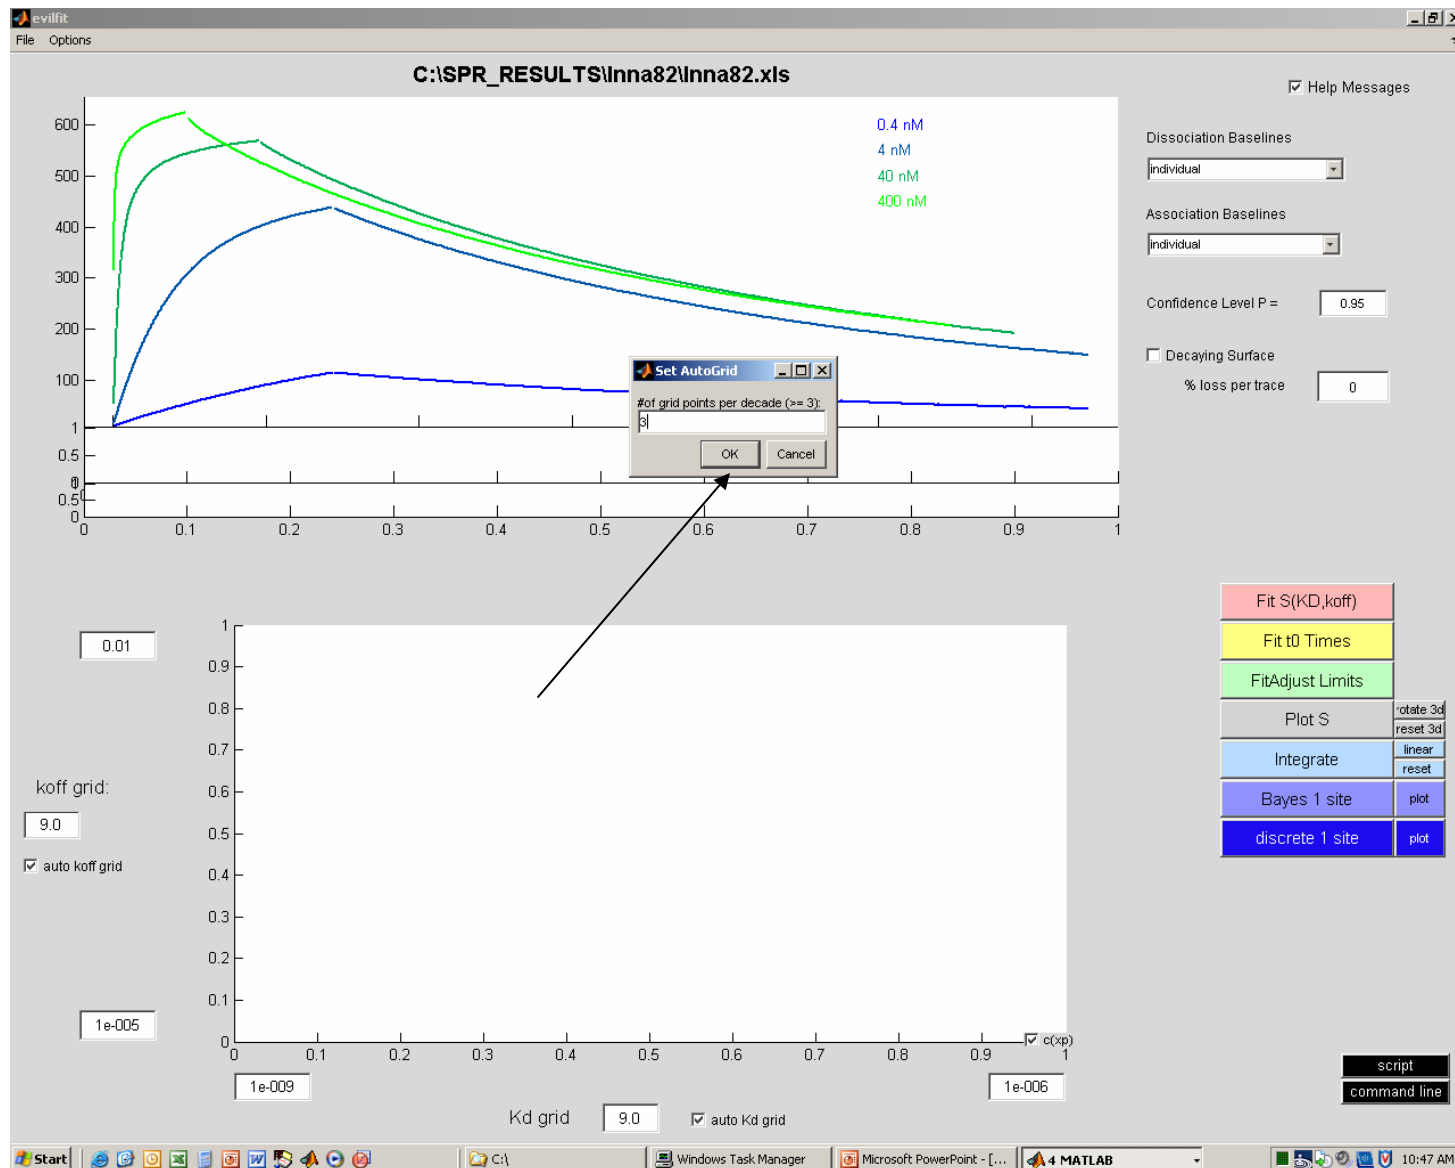 evilfit
File Options
C:\SPR_RESULTS\Inna82\Inna82.xls
Help Messages
600
500
400
300
200
100
1
0.5
0
0.5
0
0 0.1 0.2 0.3 0.4 0.5 0.6 0.7 0.8 0.9 1
0.4 nM
4 nM
40 nM
400 nM
Dissociation Baselines
individual
Association Baselines
individual
Confidence Level P = 0.95
Decaying Surface
% loss per trace 0
Set AutoGrid
#of grid points per decade (>= 3):
3
OK Cancel
Fit S(KD,koff)
Fit t0 Times
FitAdjust Limits
Plot S
rotate 3d
reset 3d
Integrate
linear
reset
Bayes 1 site plot
discrete 1 site plot
0.01
koff grid:
9.0
auto koff grid
1e-005
1
0.9
0.8
0.7
0.6
0.5
0.4
0.3
0.2
0.1
0
0 0.1 0.2 0.3 0.4 0.5 0.6 0.7 0.8 0.9 1
c(xp)
1e-009 1e-006
Kd grid 9.0 auto Kd grid
script
command line
Start C:\ Windows Task Manager Microsoft PowerPoint - [... 4 MATLAB 10:47 AM